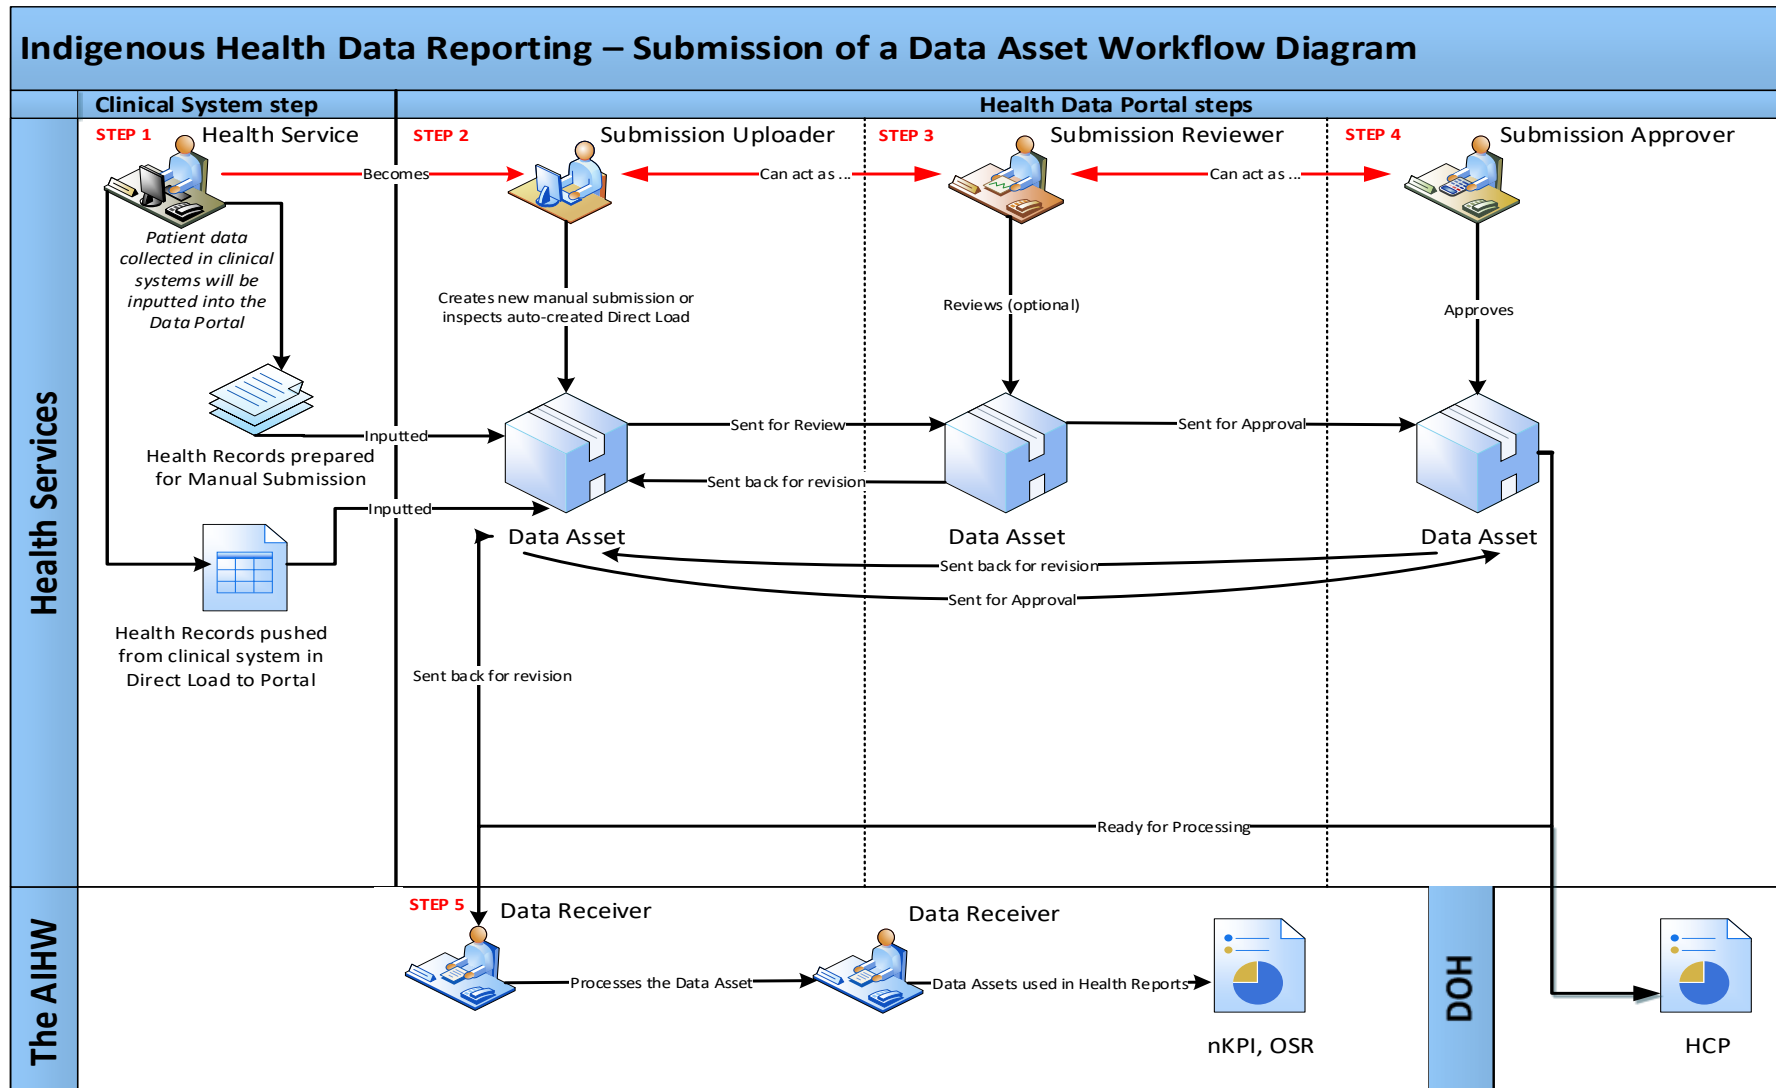 Indigenous Health Data Reporting – Submission of a Data Asset Workflow Diagram
Clinical System step
Health Data Portal steps
Health Services
STEP 1
Health Service
Becomes
STEP 2
Submission Uploader
Can act as ...
STEP 3
Submission Reviewer
Can act as ...
STEP 4
Submission Approver
Patient data
collected in clinical
systems will be
inputted into the
Data Portal
Creates new manual submission or
inspects auto-created Direct Load
Reviews (optional)
Approves
Health Records prepared
for Manual Submission
Inputted
Sent for Review
Sent for Approval
Sent back for revision
Inputted
Data Asset
Data Asset
Data Asset
Sent back for revision
Sent for Approval
Health Records pushed
from clinical system in
Direct Load to Portal
Sent back for revision
Ready for Processing
The AIHW
STEP 5
Data Receiver
Processes the Data Asset
Data Receiver
Data Assets used in Health Reports
nKPI, OSR
DOH
HCP